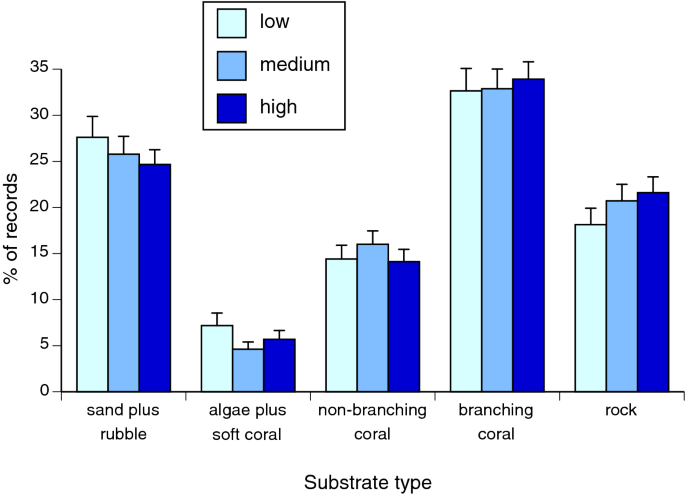 low
medium
high
35
30
25
20
15
10
5
0
% of records
sand plus
rubble
algae plus
soft coral
non-branching
coral
branching
coral
rock
Substrate type